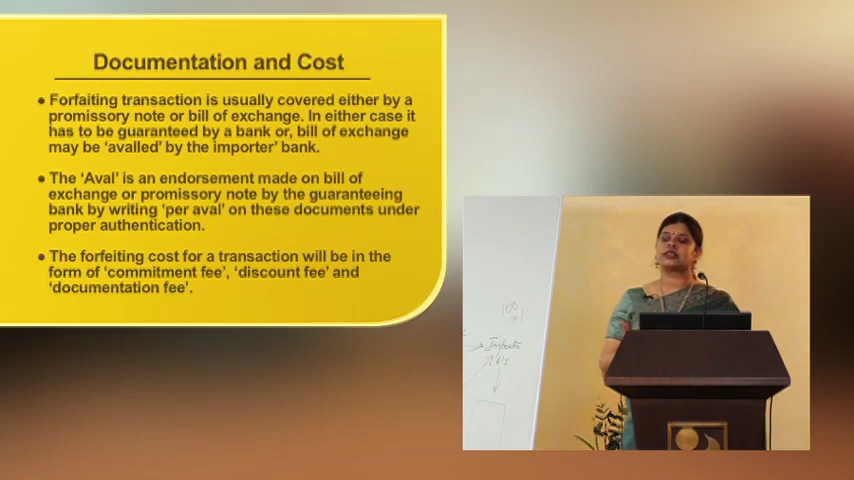 Documentation and Cost
● Forfaiting transaction is usually covered either by a
promissory note or bill of exchange. In either case it
has to be guaranteed by a bank or, bill of exchange
may be ‘avalled’ by the importer’ bank.
● The ‘Aval’ is an endorsement made on bill of
exchange or promissory note by the guaranteeing
bank by writing ‘per aval’ on these documents under
proper authentication.
● The forfeiting cost for a transaction will be in the
form of ‘commitment fee’, ‘discount fee’ and
‘documentation fee’.
100